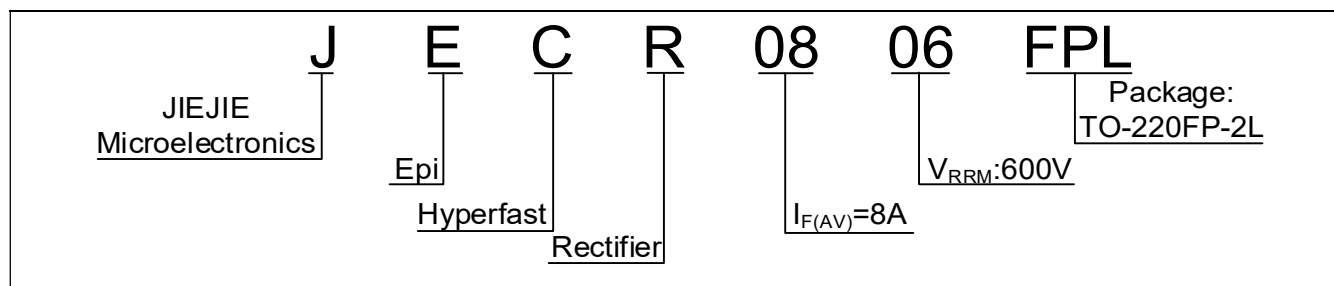 J E C R 08 06 FPL
JIEJIE
Microelectronics
Package:
TO-220FP-2L
Epi
V_RRM:600V
Hyperfast
I_F(AV)=8A
Rectifier